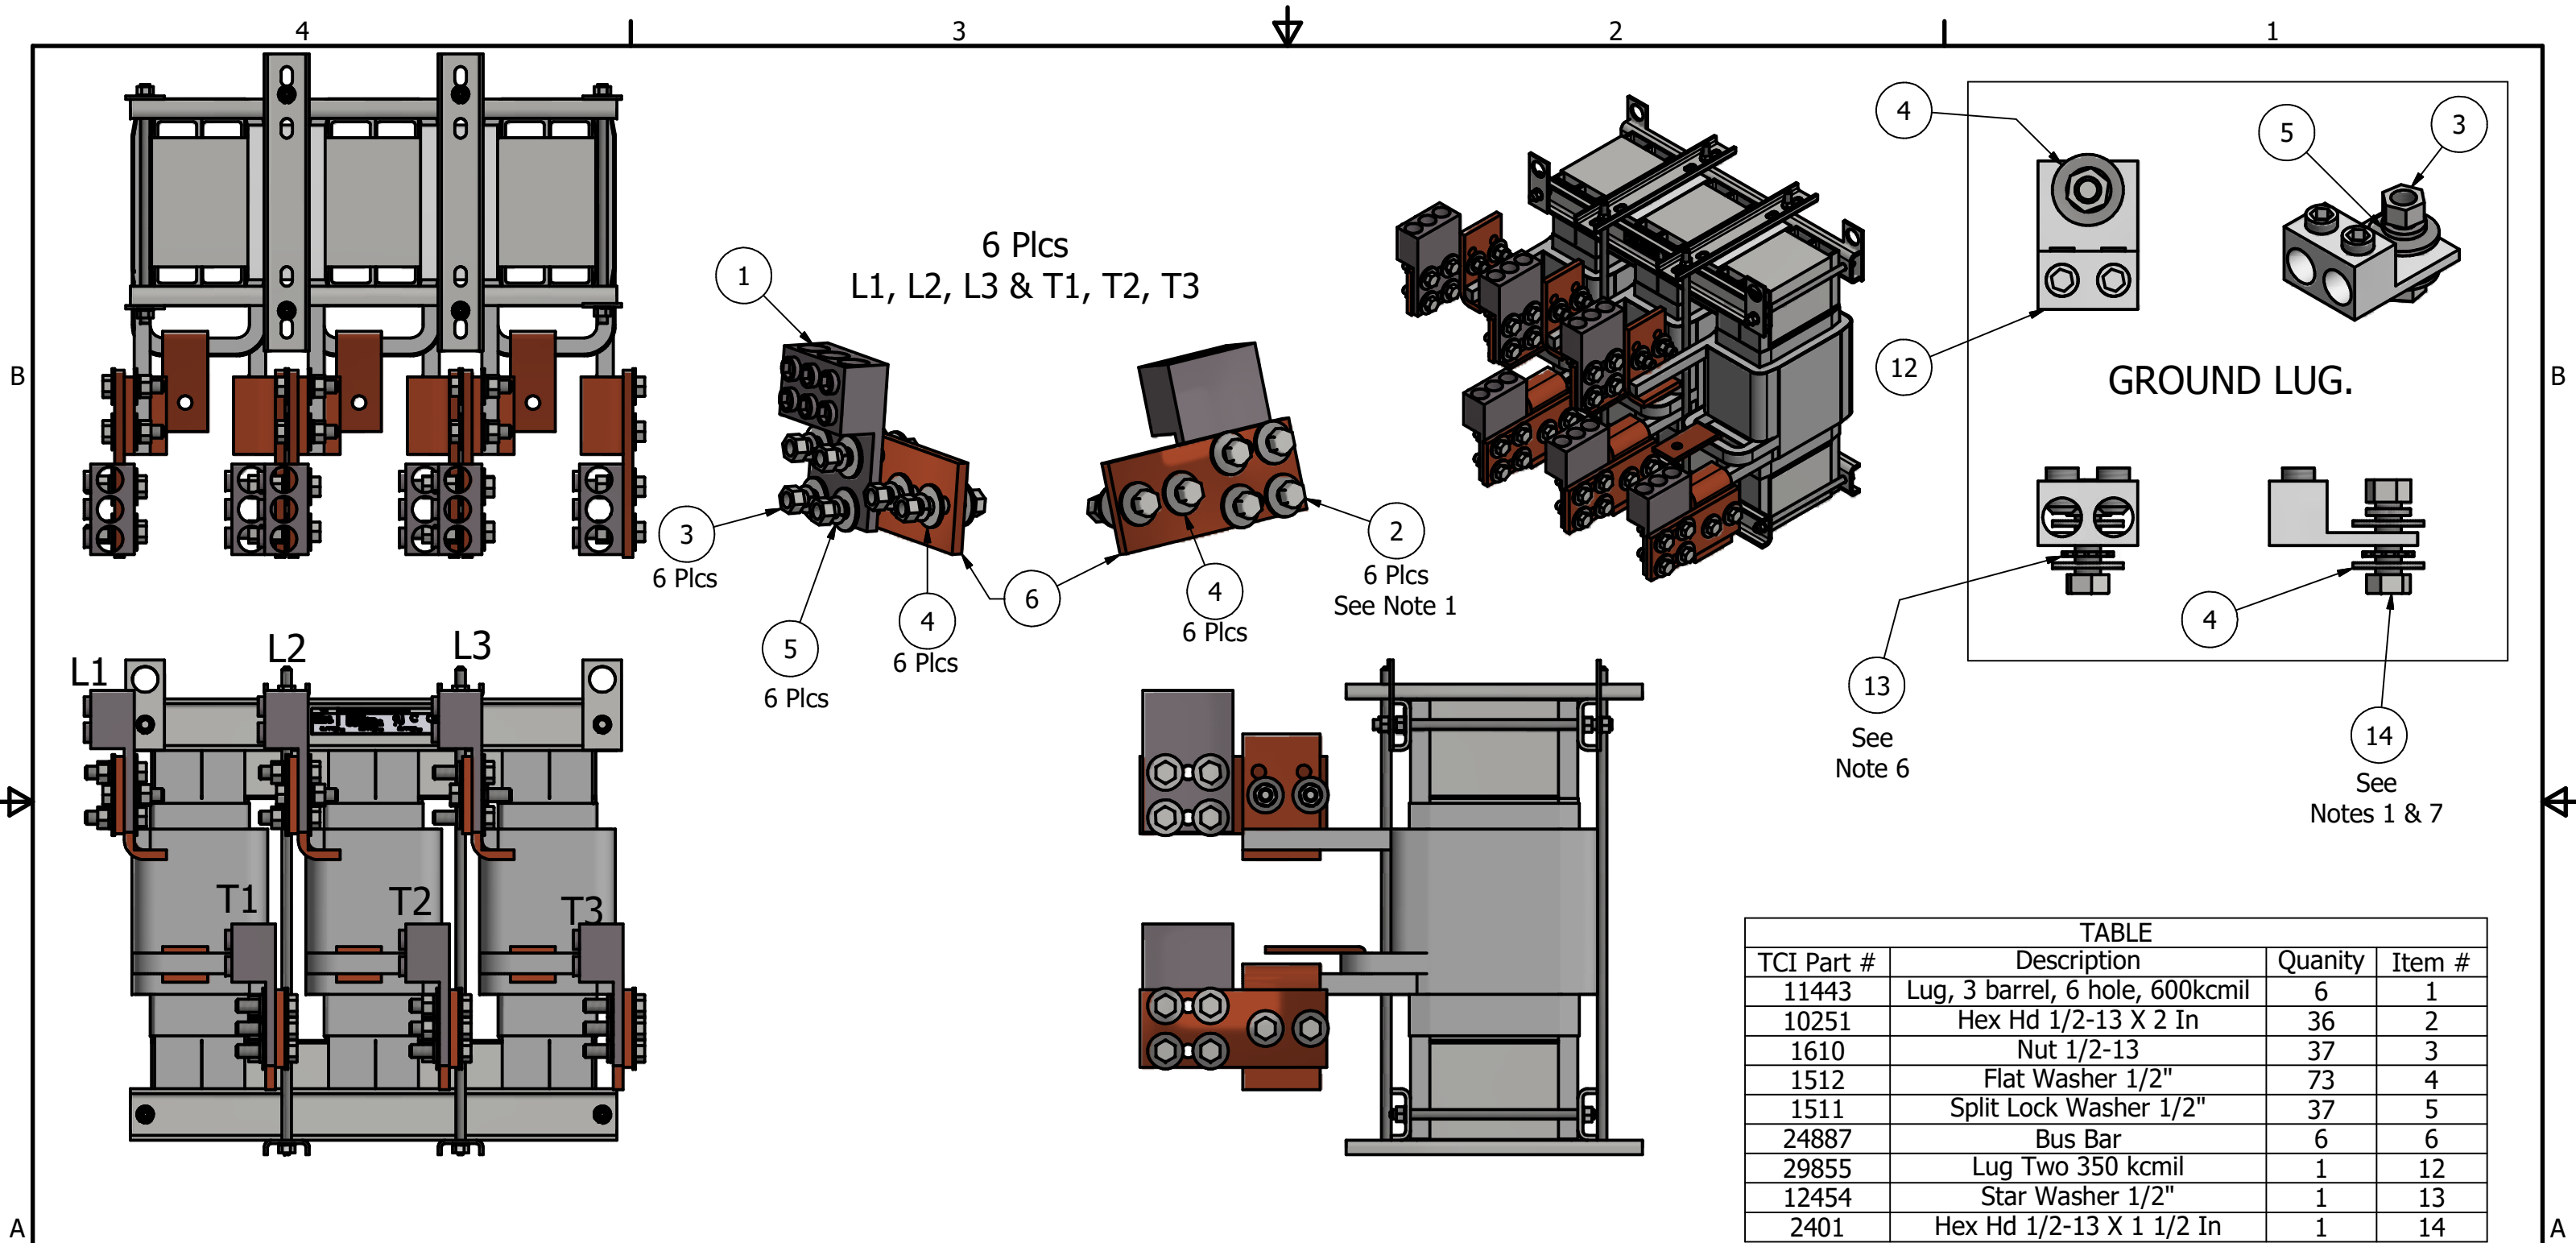 4 3 2 1
B B
A A
6 Plcs
L1, L2, L3 & T1, T2, T3
1
3
6 Plcs
5
6 Plcs
4
6 Plcs
6
4
6 Plcs
2
6 Plcs
See Note 1
4
5
3
12
GROUND LUG.
13
See
Note 6
4
14
See
Notes 1 & 7
L1
L2
L3
T1
T2
T3
TABLE
TCI Part # Description Quanity Item #
11443 Lug, 3 barrel, 6 hole, 600kcmil 6 1
10251 Hex Hd 1/2-13 X 2 In 36 2
1610 Nut 1/2-13 37 3
1512 Flat Washer 1/2" 73 4
1511 Split Lock Washer 1/2" 37 5
24887 Bus Bar 6 6
29855 Lug Two 350 kcmil 1 12
12454 Star Washer 1/2" 1 13
2401 Hex Hd 1/2-13 X 1 1/2 In 1 14